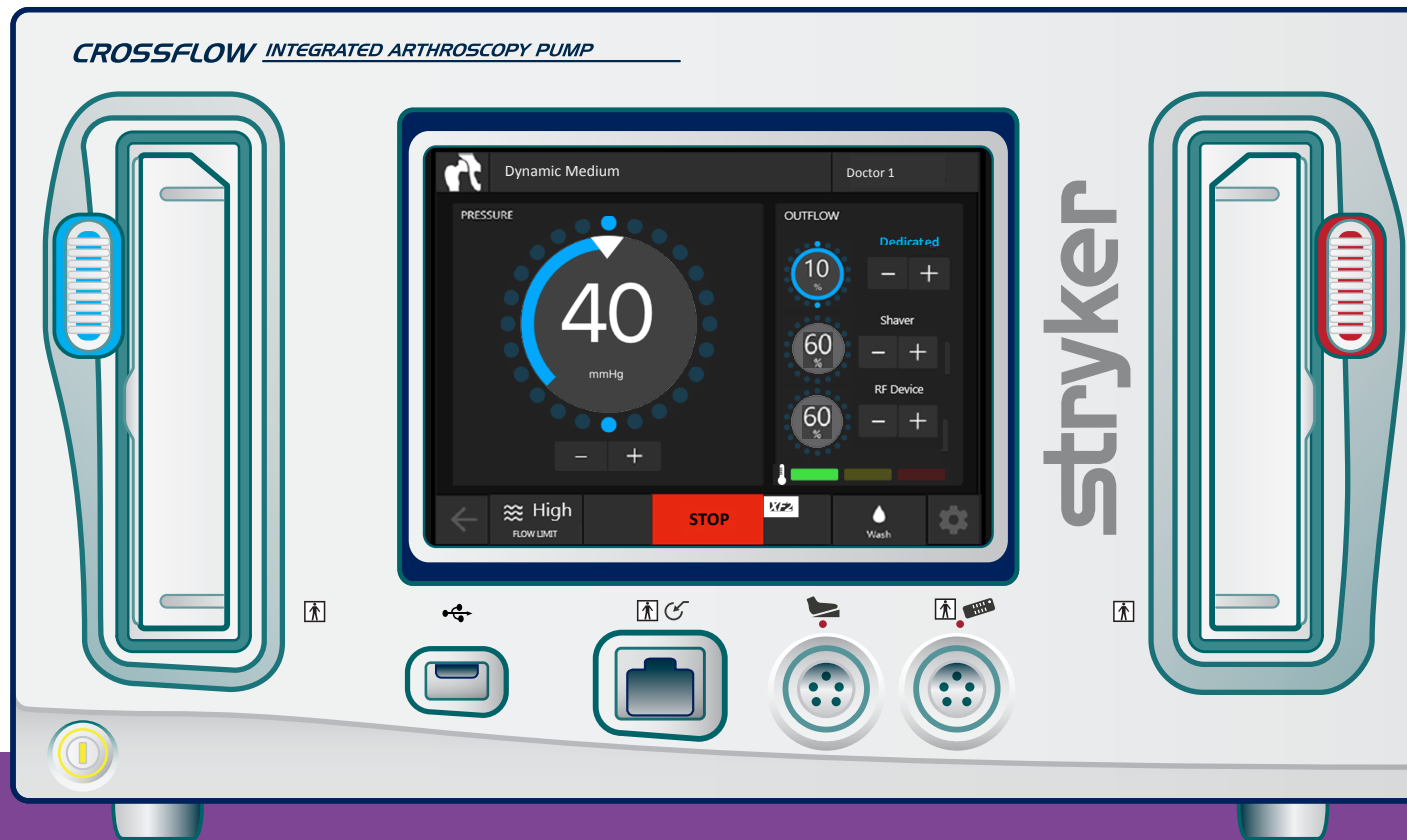 CROSSFLOW INTEGRATED ARTHROSCOPY PUMP
Dynamic Medium
Doctor 1
PRESSURE
40
mmHg
− +
OUTFLOW
Dedicated
10
%
− +
Shaver
60
%
− +
RF Device
60
%
− +
High
FLOW LIMIT
STOP
XF2
Wash
stryker